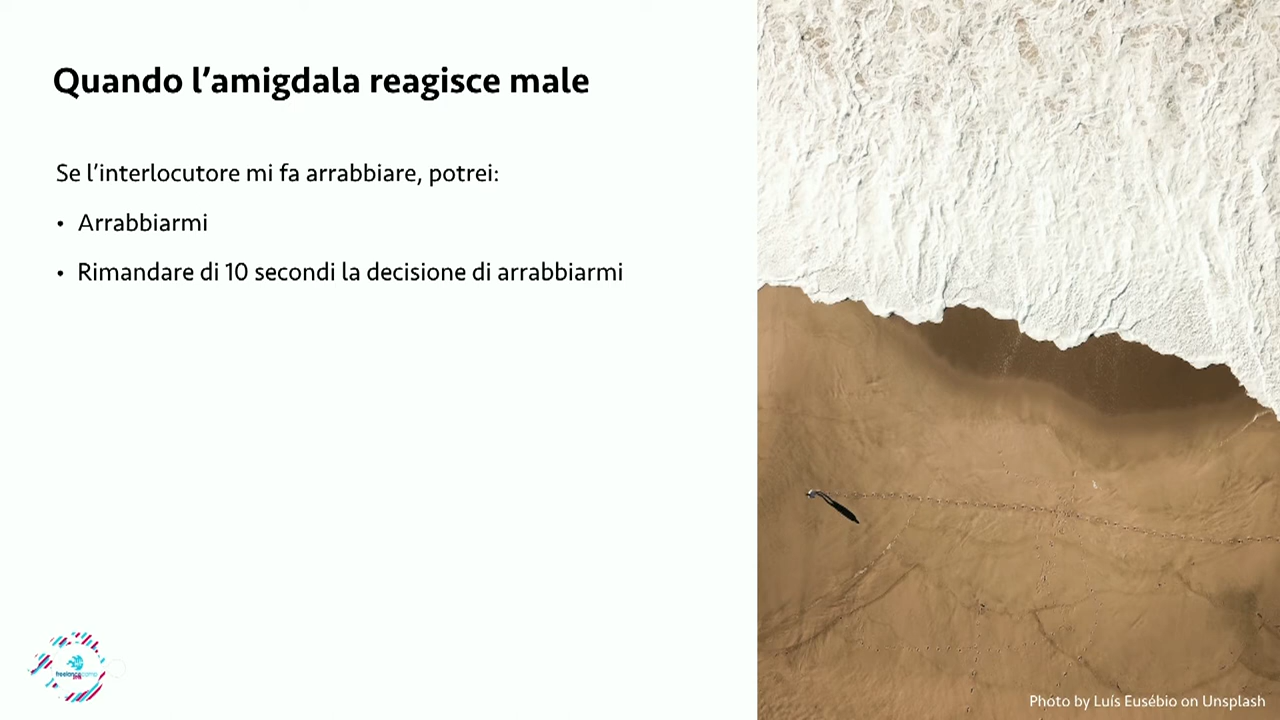 Quando l’amigdala reagisce male
Se l’interlocutore mi fa arrabbiare, potrei:
• Arrabbiarmi
• Rimandare di 10 secondi la decisione di arrabbiarmi
freelancecamp
Photo by Luís Eusébio on Unsplash